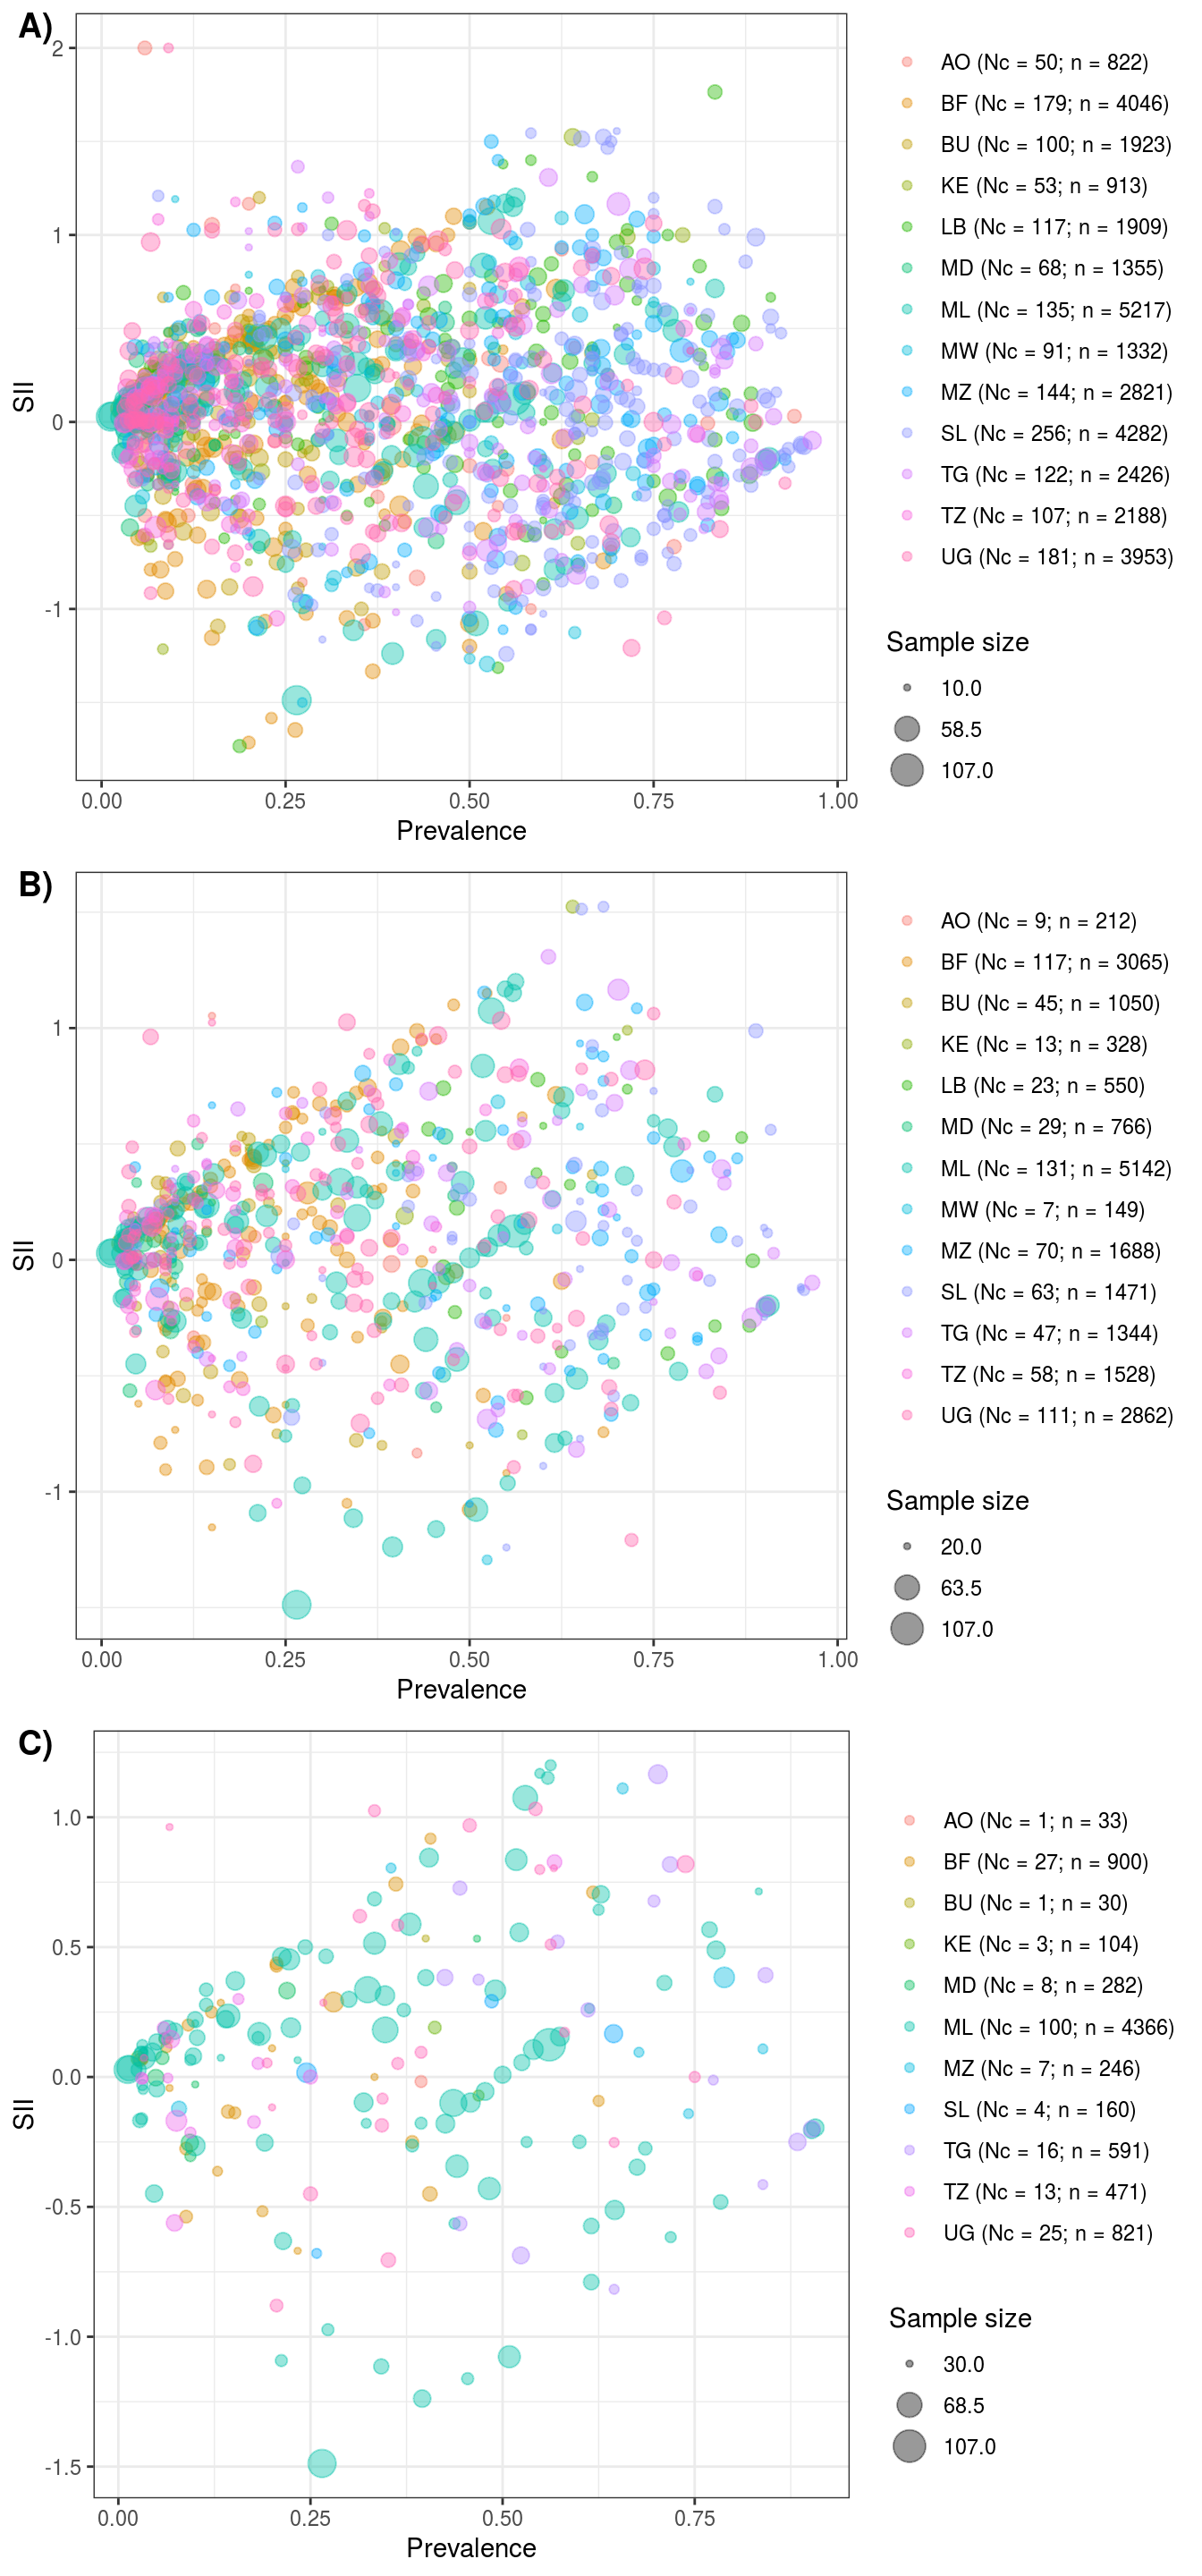 A)
2
1
0
-1
SII
0.00 0.25 0.50 0.75 1.00
Prevalence
AO (Nc = 50; n = 822)
BF (Nc = 179; n = 4046)
BU (Nc = 100; n = 1923)
KE (Nc = 53; n = 913)
LB (Nc = 117; n = 1909)
MD (Nc = 68; n = 1355)
ML (Nc = 135; n = 5217)
MW (Nc = 91; n = 1332)
MZ (Nc = 144; n = 2821)
SL (Nc = 256; n = 4282)
TG (Nc = 122; n = 2426)
TZ (Nc = 107; n = 2188)
UG (Nc = 181; n = 3953)
Sample size
10.0
58.5
107.0
B)
1
0
-1
SII
0.00 0.25 0.50 0.75 1.00
Prevalence
AO (Nc = 9; n = 212)
BF (Nc = 117; n = 3065)
BU (Nc = 45; n = 1050)
KE (Nc = 13; n = 328)
LB (Nc = 23; n = 550)
MD (Nc = 29; n = 766)
ML (Nc = 131; n = 5142)
MW (Nc = 7; n = 149)
MZ (Nc = 70; n = 1688)
SL (Nc = 63; n = 1471)
TG (Nc = 47; n = 1344)
TZ (Nc = 58; n = 1528)
UG (Nc = 111; n = 2862)
Sample size
20.0
63.5
107.0
C)
1.0
0.5
0.0
-0.5
-1.0
-1.5
SII
0.00 0.25 0.50 0.75
Prevalence
AO (Nc = 1; n = 33)
BF (Nc = 27; n = 900)
BU (Nc = 1; n = 30)
KE (Nc = 3; n = 104)
MD (Nc = 8; n = 282)
ML (Nc = 100; n = 4366)
MZ (Nc = 7; n = 246)
SL (Nc = 4; n = 160)
TG (Nc = 16; n = 591)
TZ (Nc = 13; n = 471)
UG (Nc = 25; n = 821)
Sample size
30.0
68.5
107.0